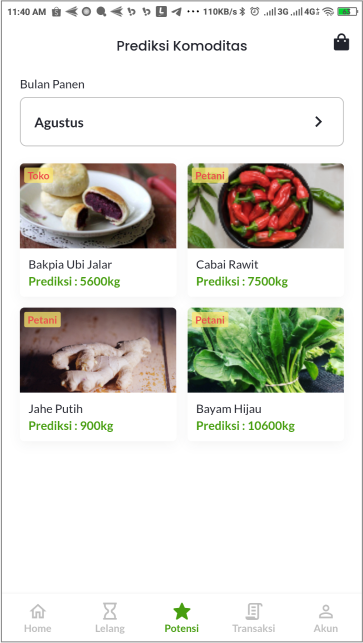 11:40 AM ··· 110KB/s 3G 4G 63
Prediksi Komoditas
Bulan Panen
Agustus
Toko
Petani
Bakpia Ubi Jalar
Cabai Rawit
Prediksi : 5600kg
Prediksi : 7500kg
Petani
Petani
Jahe Putih
Bayam Hijau
Prediksi : 900kg
Prediksi : 10600kg
Home
Lelang
Potensi
Transaksi
Akun